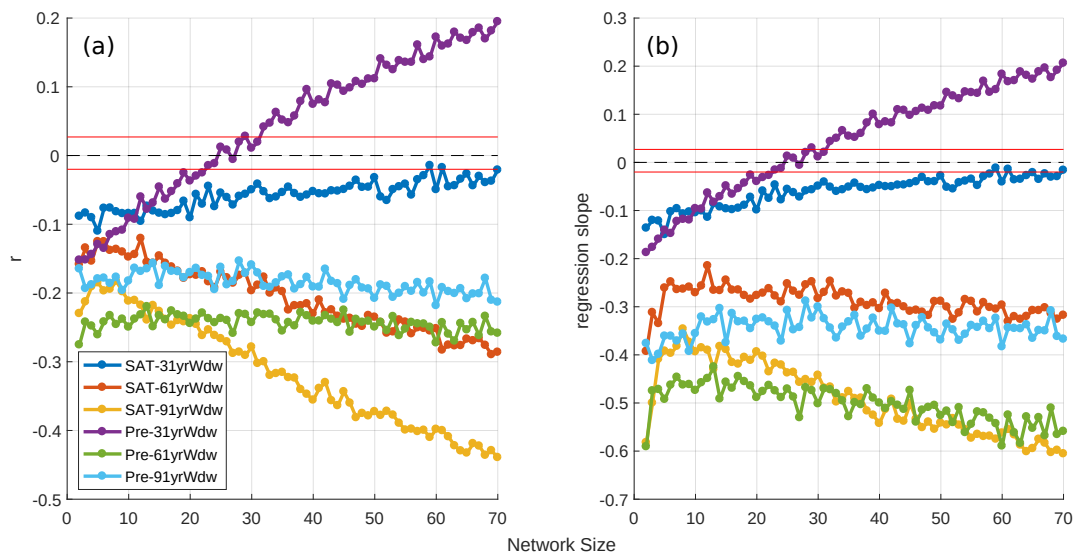 (a)
0.2
0.1
0
-0.1
-0.2
-0.3
-0.4
-0.5
r
SAT-31yrWdw
SAT-61yrWdw
SAT-91yrWdw
Pre-31yrWdw
Pre-61yrWdw
Pre-91yrWdw
0 10 20 30 40 50 60 70
(b)
0.3
0.2
0.1
0
-0.1
-0.2
-0.3
-0.4
-0.5
-0.6
-0.7
regression slope
0 10 20 30 40 50 60 70
Network Size